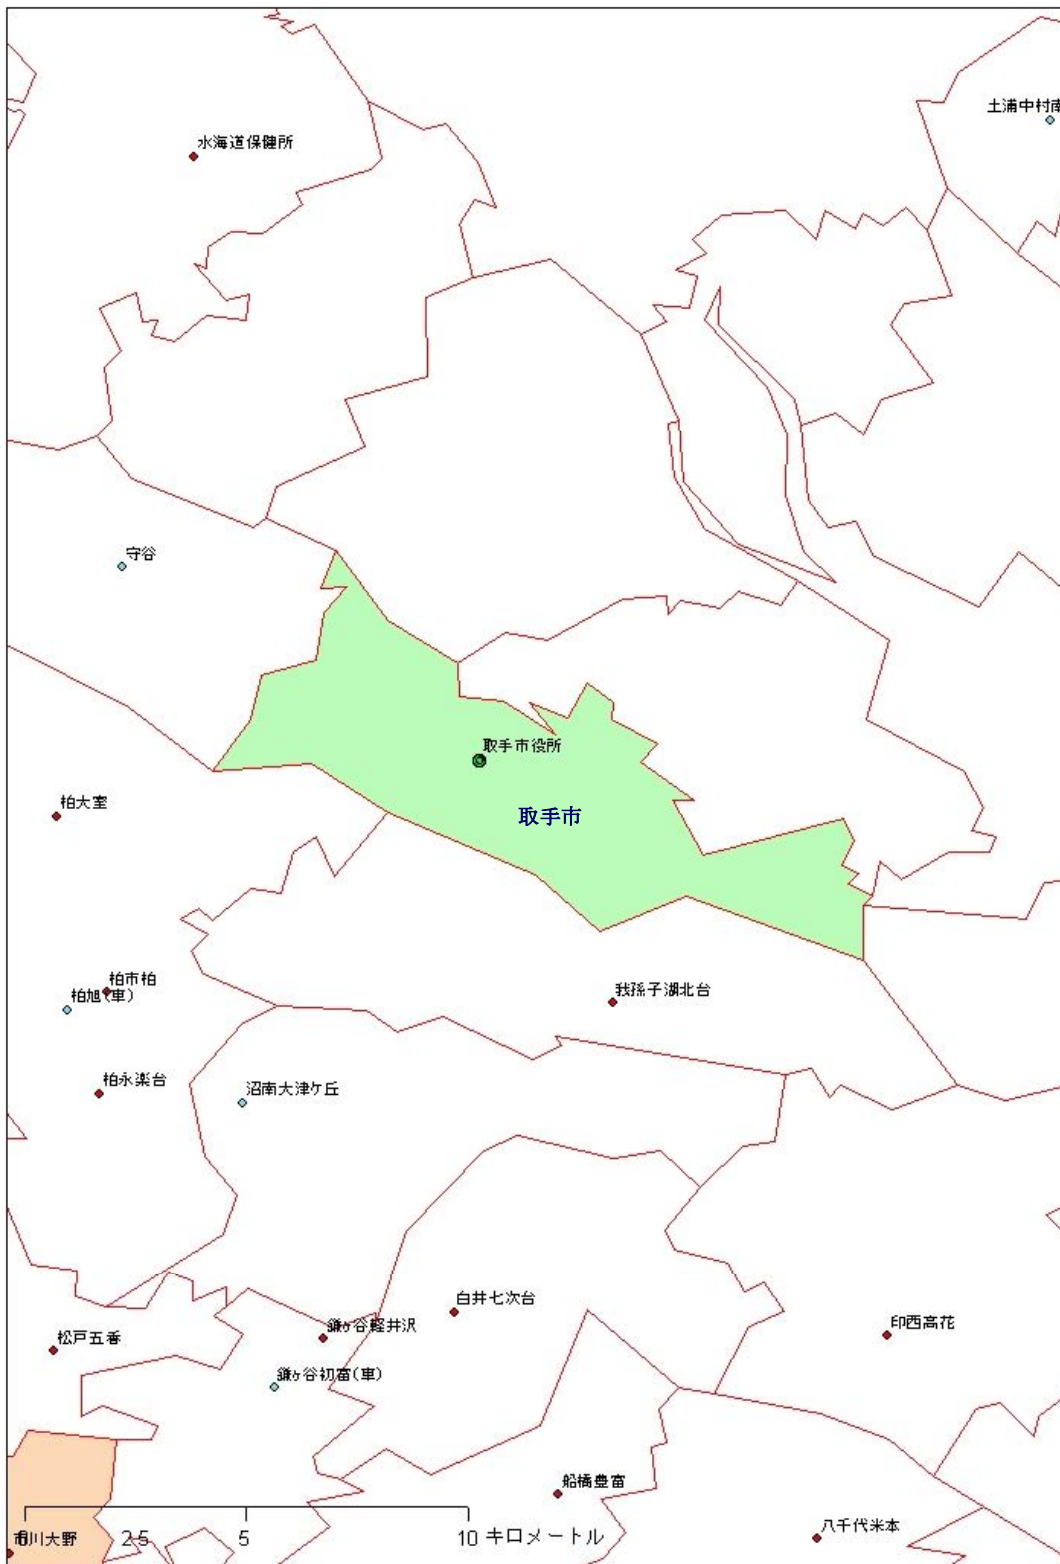 土浦中村南
水海道保健所
守谷
取手市役所
柏大室
取手市
柏市柏
柏旭(車)
我孫子湖北台
柏永楽台
沼南大津ケ丘
白井七次台
鎌ヶ谷軽井沢
印西高花
松戸五香
鎌ヶ谷初富(車)
船橋豊富
八千代米本
0 2.5 5 10 キロメートル
市川大野